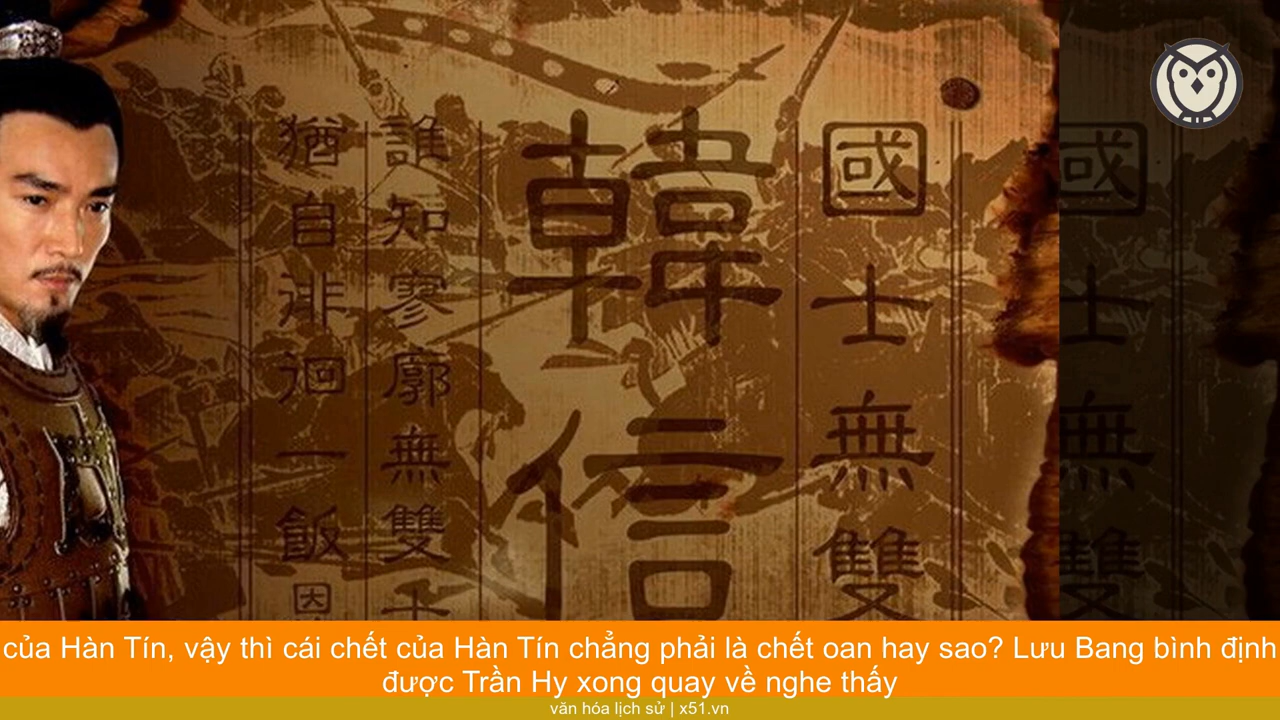 國士無雙
韓信
誰知寥廓無雙士
猶自徘徊一飯因
國士無雙
của Hàn Tín, vậy thì cái chết của Hàn Tín chẳng phải là chết oan hay sao? Lưu Bang bình định
được Trần Hy xong quay về nghe thấy
văn hóa lịch sử | x51.vn